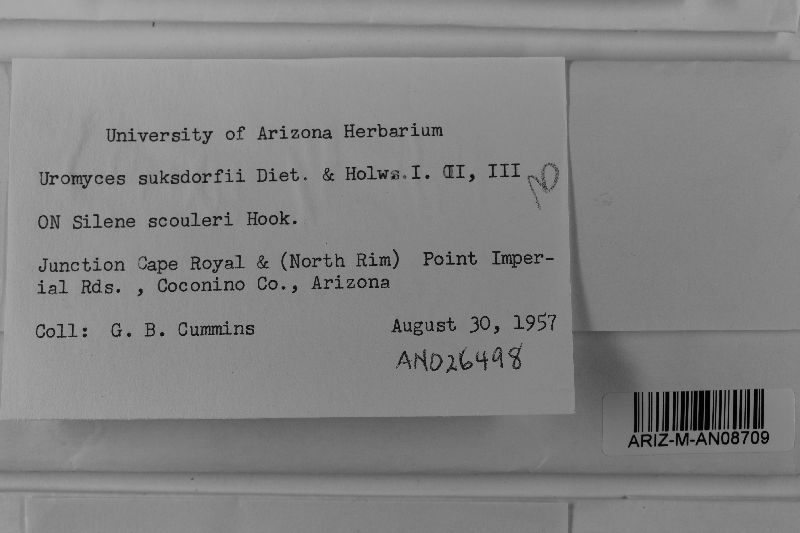 University of Arizona Herbarium
Uromyces suksdorfii Diet. & Holws. I. II, III
ON Silene scouleri Hook.
Junction Cape Royal & (North Rim) Point Imper-
ial Rds. , Coconino Co., Arizona
Coll: G. B. Cummins August 30, 1957
AN026498
ARIZ-M-AN08709